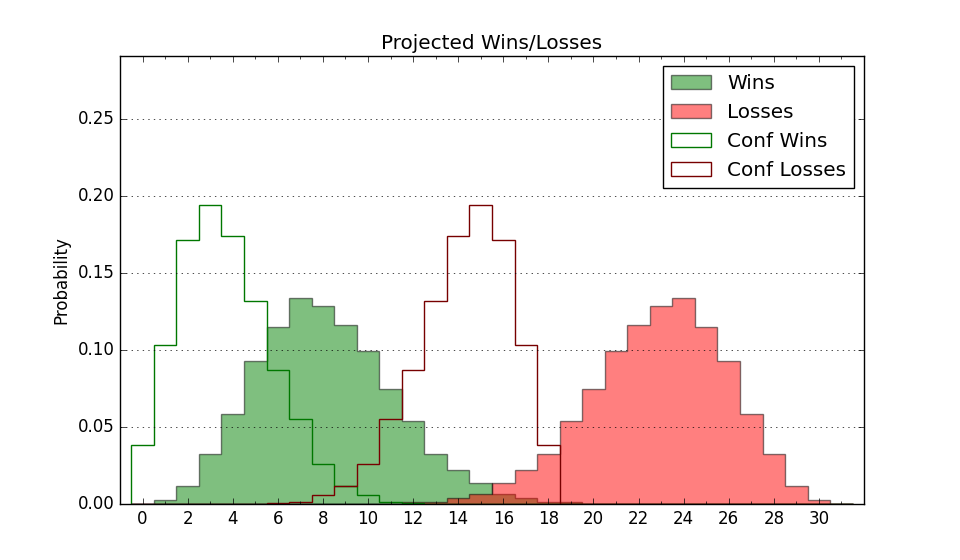 Projected Wins/Losses
Wins
Losses
Conf Wins
Conf Losses
Probability
0.25
0.20
0.15
0.10
0.05
0.00
0 2 4 6 8 10 12 14 16 18 20 22 24 26 28 30